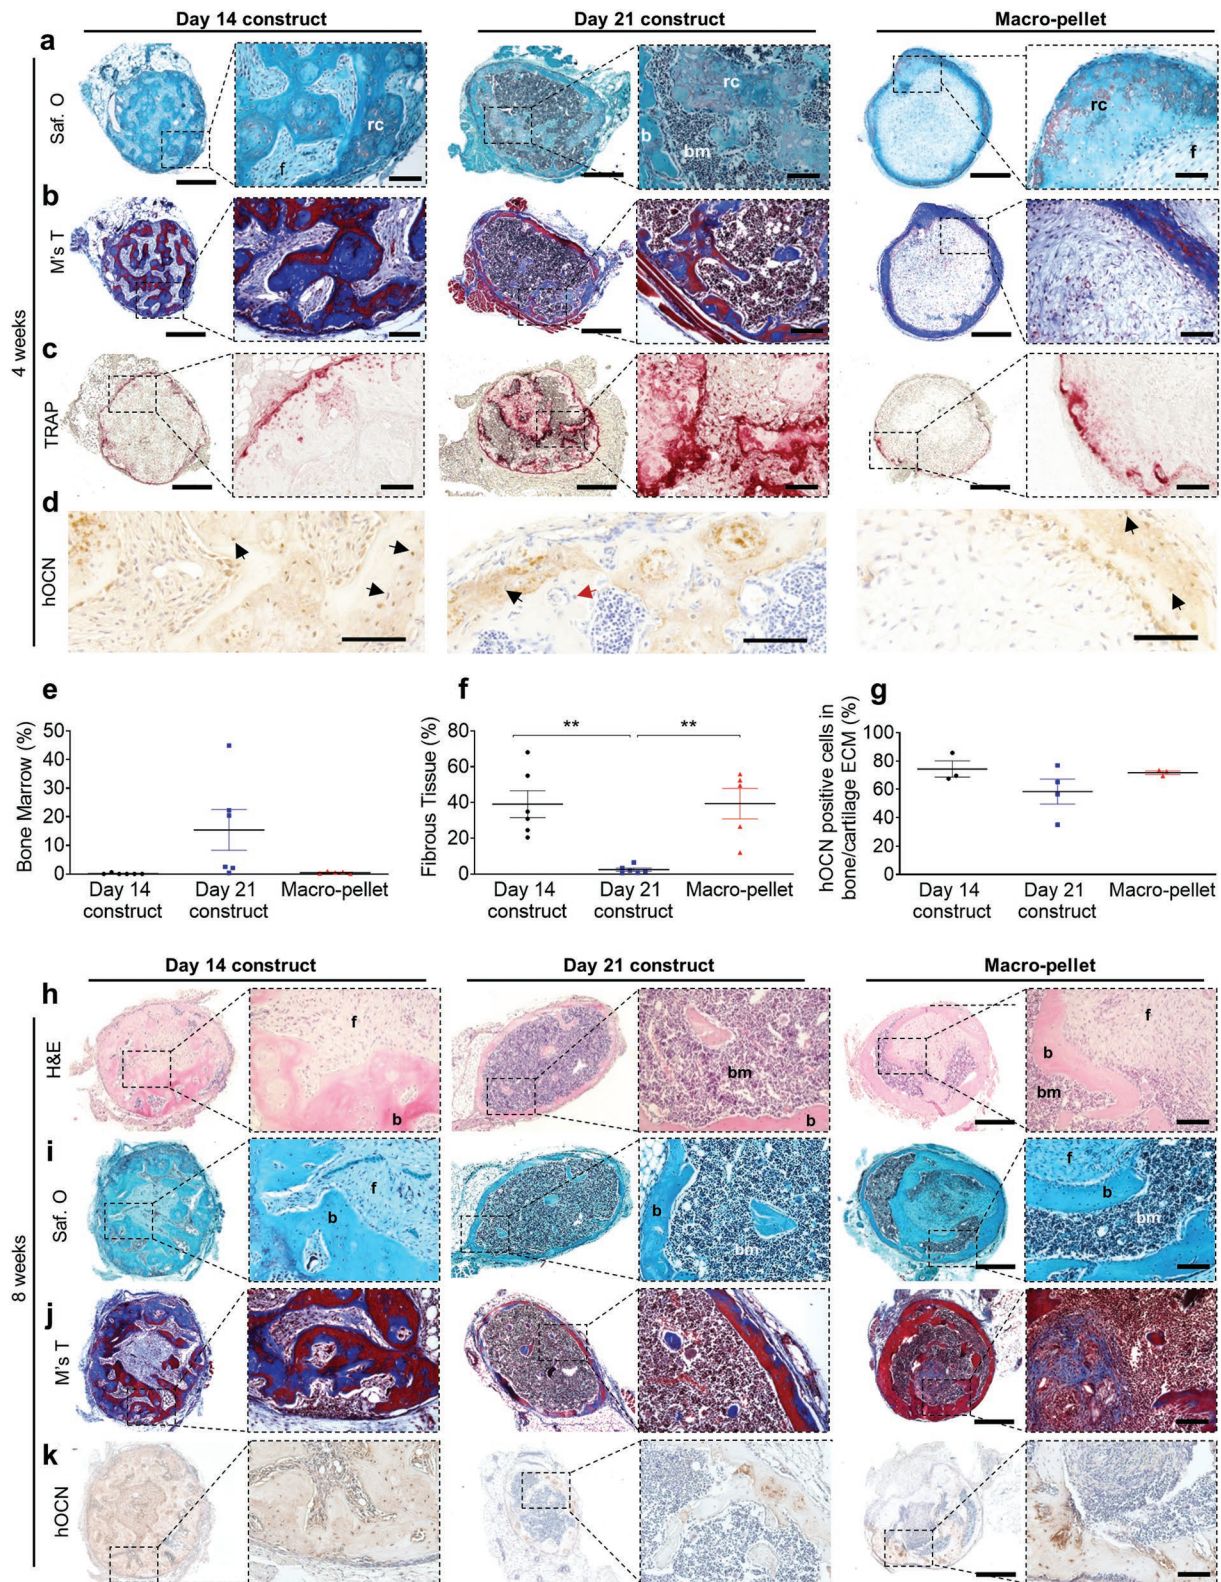 Day 14 construct Day 21 construct Macro-pellet
a
4 weeks
Saf. O
rc
f
rc
b
bm
rc
f
b
M's T
c
TRAP
d
hOCN
e
Bone Marrow (%)
50
40
30
20
10
0
Day 14 construct Day 21 construct Macro-pellet
f
Fibrous Tissue (%)
80
60
40
20
0
** **
Day 14 construct Day 21 construct Macro-pellet
g
hOCN positive cells in bone/cartilage ECM (%)
100
80
60
40
20
0
Day 14 construct Day 21 construct Macro-pellet
Day 14 construct Day 21 construct Macro-pellet
8 weeks
h
H&E
f
b
bm
b
f
b
bm
i
Saf. O
f
b
b
bm
f
b
bm
j
M's T
k
hOCN